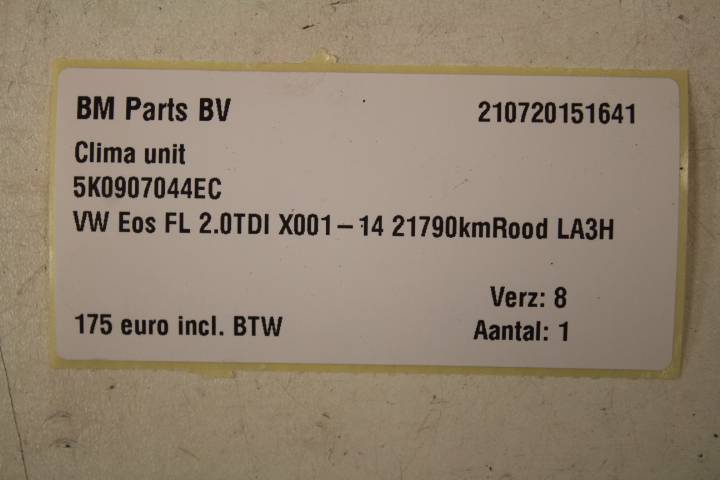 BM Parts BV 210720151641
Clima unit
5K0907044EC
VW Eos FL 2.0TDI X001-14 21790kmRood LA3H
Verz: 8
175 euro incl. BTW Aantal: 1